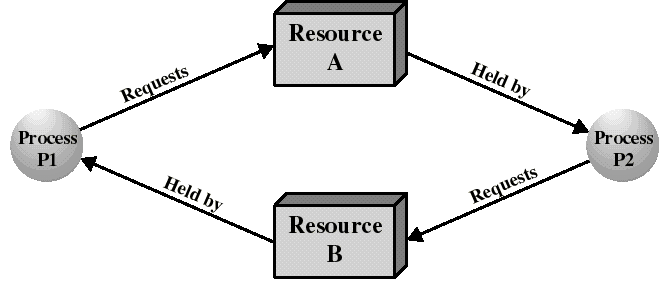 Resource
A
Requests
Held by
Process
P1
Process
P2
Held by
Requests
Resource
B